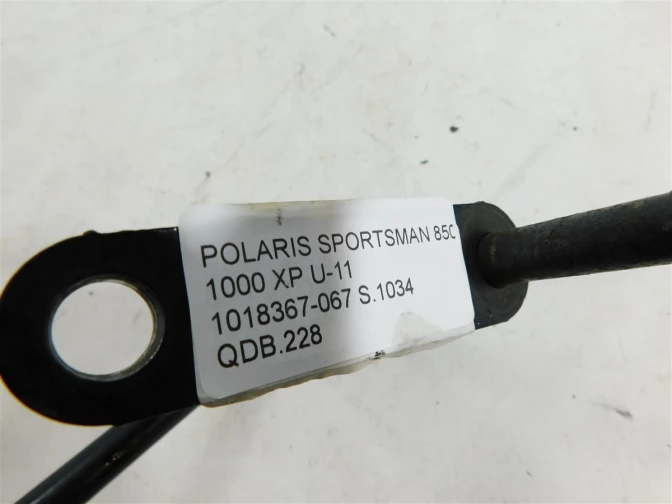 POLARIS SPORTSMAN 850
1000 XP U-11
1018367-067 S.1034
QDB.228